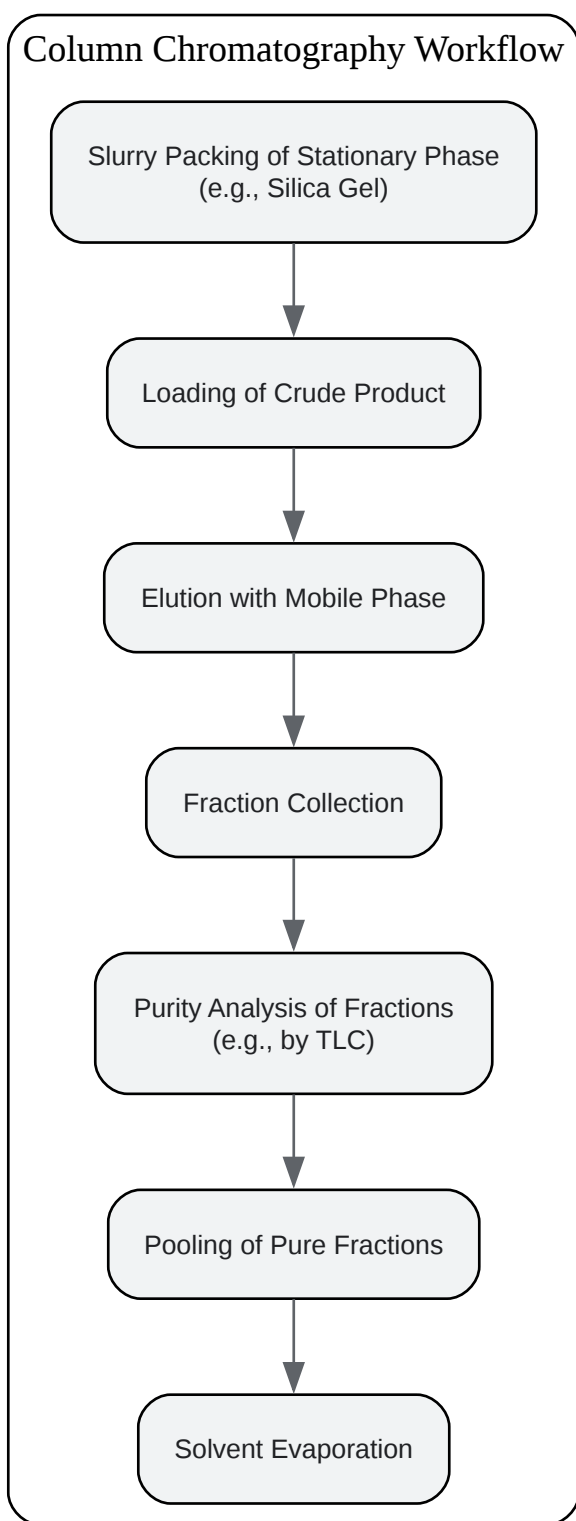 Column Chromatography Workflow
Slurry Packing of Stationary Phase
(e.g., Silica Gel)
Loading of Crude Product
Elution with Mobile Phase
Fraction Collection
Purity Analysis of Fractions
(e.g., by TLC)
Pooling of Pure Fractions
Solvent Evaporation